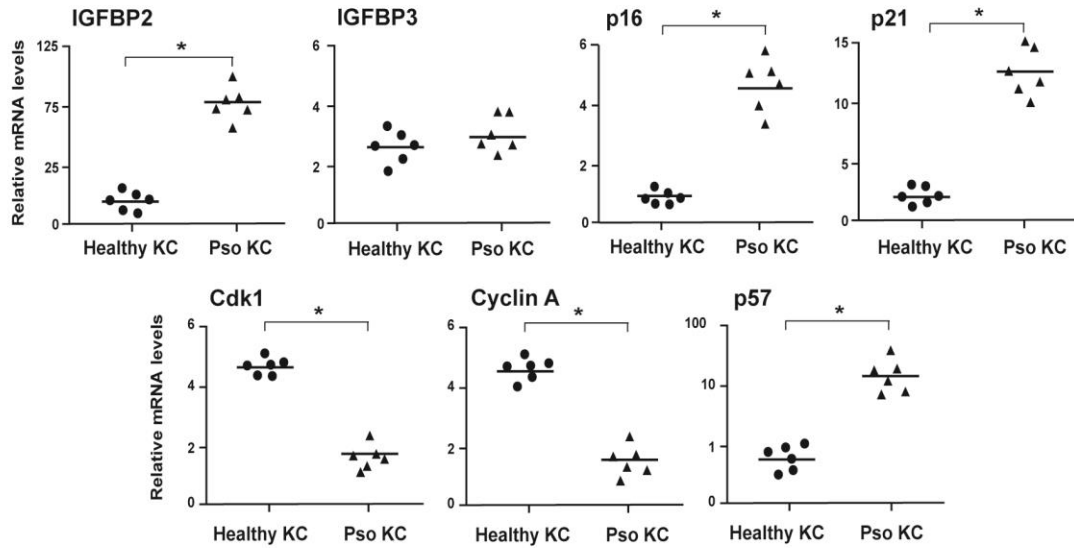 IGFBP2
IGFBP3
p16
p21
Relative mRNA levels
125
75
25
0
*
Healthy KC Pso KC
6
4
2
0
Healthy KC Pso KC
6
4
2
0
*
Healthy KC Pso KC
15
10
5
0
*
Healthy KC Pso KC
Cdk1
Cyclin A
p57
Relative mRNA levels
6
4
2
0
*
Healthy KC Pso KC
6
4
2
0
*
Healthy KC Pso KC
100
10
1
0
*
Healthy KC Pso KC